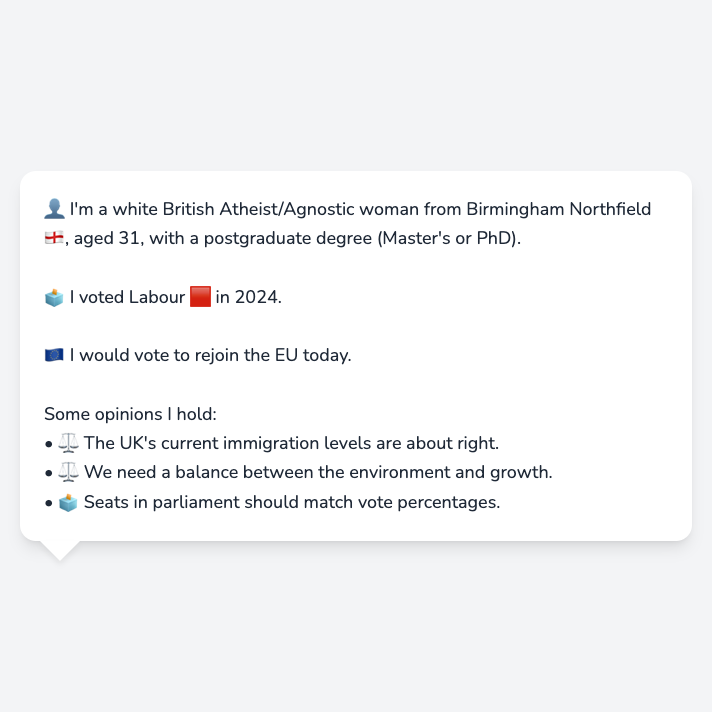 👤 I'm a white British Atheist/Agnostic woman from Birmingham Northfield
🏴󠁧󠁢󠁥󠁮󠁧󠁿, aged 31, with a postgraduate degree (Master's or PhD).
🗳️ I voted Labour 🟥 in 2024.
🇪🇺 I would vote to rejoin the EU today.
Some opinions I hold:
• ⚖️ The UK's current immigration levels are about right.
• ⚖️ We need a balance between the environment and growth.
• 🗳️ Seats in parliament should match vote percentages.